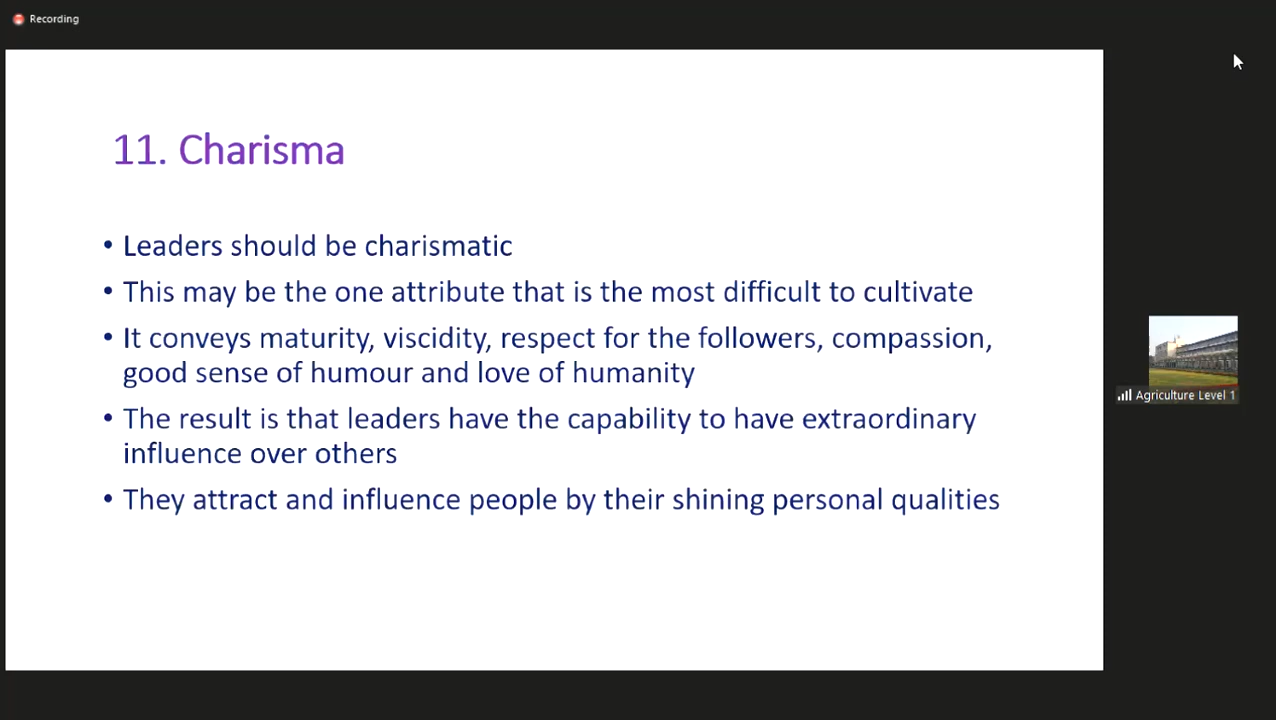 Recording
11. Charisma
• Leaders should be charismatic
• This may be the one attribute that is the most difficult to cultivate
• It conveys maturity, viscidity, respect for the followers, compassion,
good sense of humour and love of humanity
• The result is that leaders have the capability to have extraordinary
influence over others
• They attract and influence people by their shining personal qualities
Agriculture Level 1